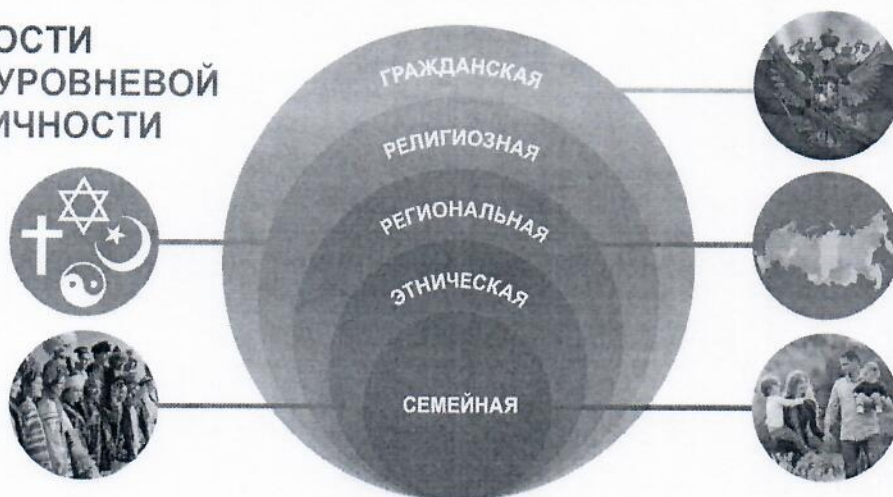 ОСТИ
УРОВНЕВОЙ
ИЧНОСТИ
ГРАЖДАНСКАЯ
РЕЛИГИОЗНАЯ
РЕГИОНАЛЬНАЯ
ЭТНИЧЕСКАЯ
СЕМЕЙНАЯ